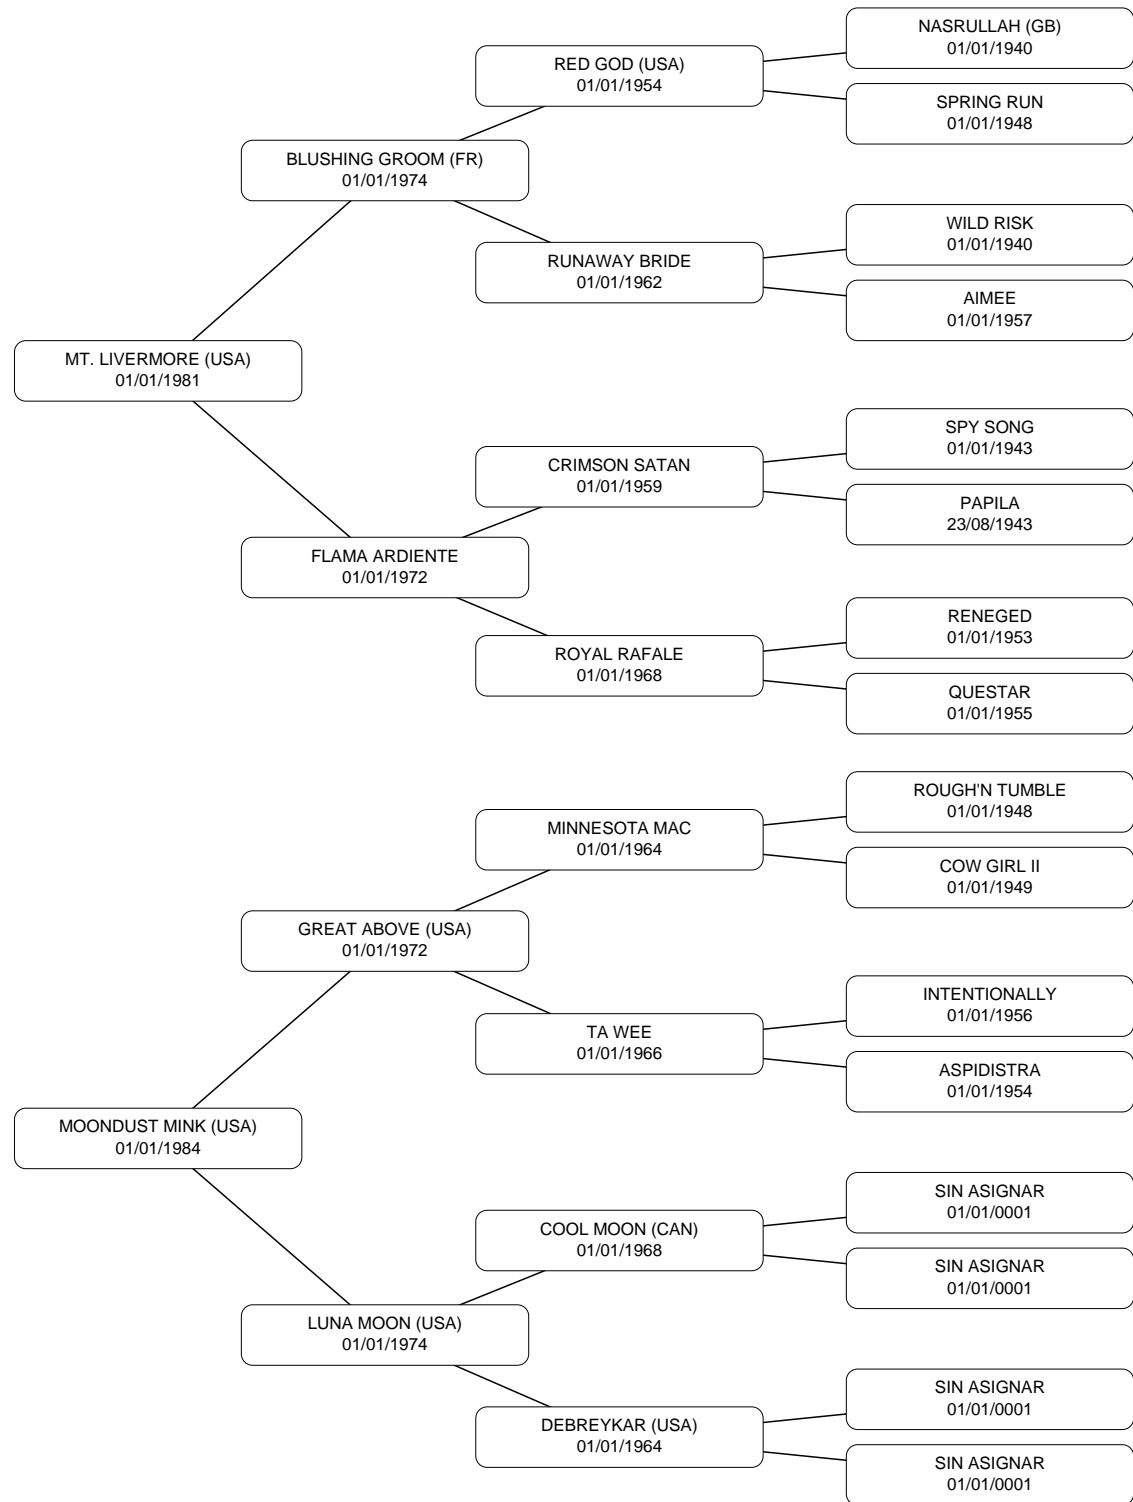 NASRULLAH (GB)
01/01/1940
RED GOD (USA)
01/01/1954
SPRING RUN
01/01/1948
BLUSHING GROOM (FR)
01/01/1974
WILD RISK
01/01/1940
RUNAWAY BRIDE
01/01/1962
AIMEE
01/01/1957
MT. LIVERMORE (USA)
01/01/1981
SPY SONG
01/01/1943
CRIMSON SATAN
01/01/1959
PAPILA
23/08/1943
FLAMA ARDIENTE
01/01/1972
RENEGED
01/01/1953
ROYAL RAFALE
01/01/1968
QUESTAR
01/01/1955
ROUGH'N TUMBLE
01/01/1948
MINNESOTA MAC
01/01/1964
COW GIRL II
01/01/1949
GREAT ABOVE (USA)
01/01/1972
INTENTIONALLY
01/01/1956
TA WEE
01/01/1966
ASPIDISTRA
01/01/1954
MOONDUST MINK (USA)
01/01/1984
SIN ASIGNAR
01/01/0001
COOL MOON (CAN)
01/01/1968
SIN ASIGNAR
01/01/0001
LUNA MOON (USA)
01/01/1974
SIN ASIGNAR
01/01/0001
DEBREYKAR (USA)
01/01/1964
SIN ASIGNAR
01/01/0001